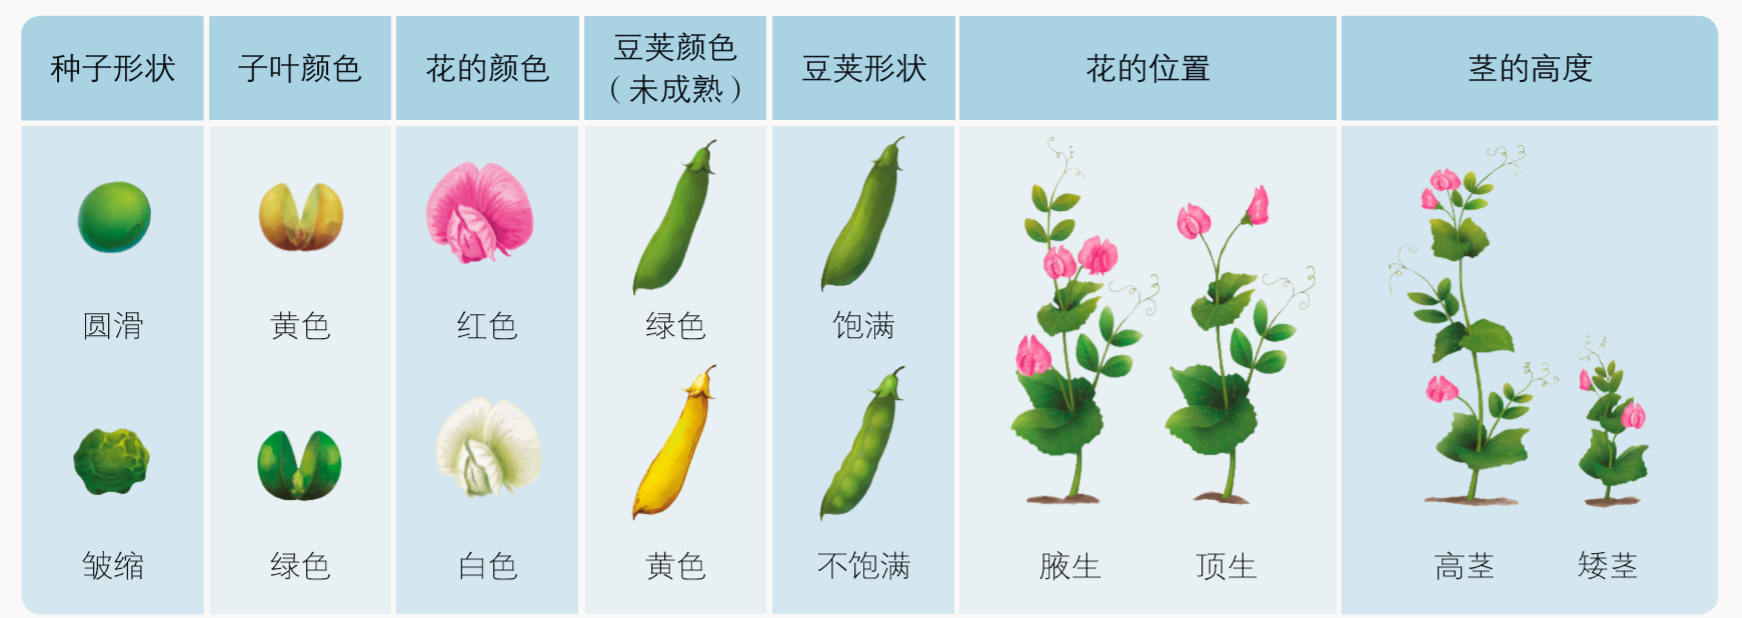 种子形状
子叶颜色
花的颜色
豆荚颜色
（未成熟）
豆荚形状
花的位置
茎的高度
圆滑
黄色
红色
绿色
饱满
皱缩
绿色
白色
黄色
不饱满
腋生
顶生
高茎
矮茎